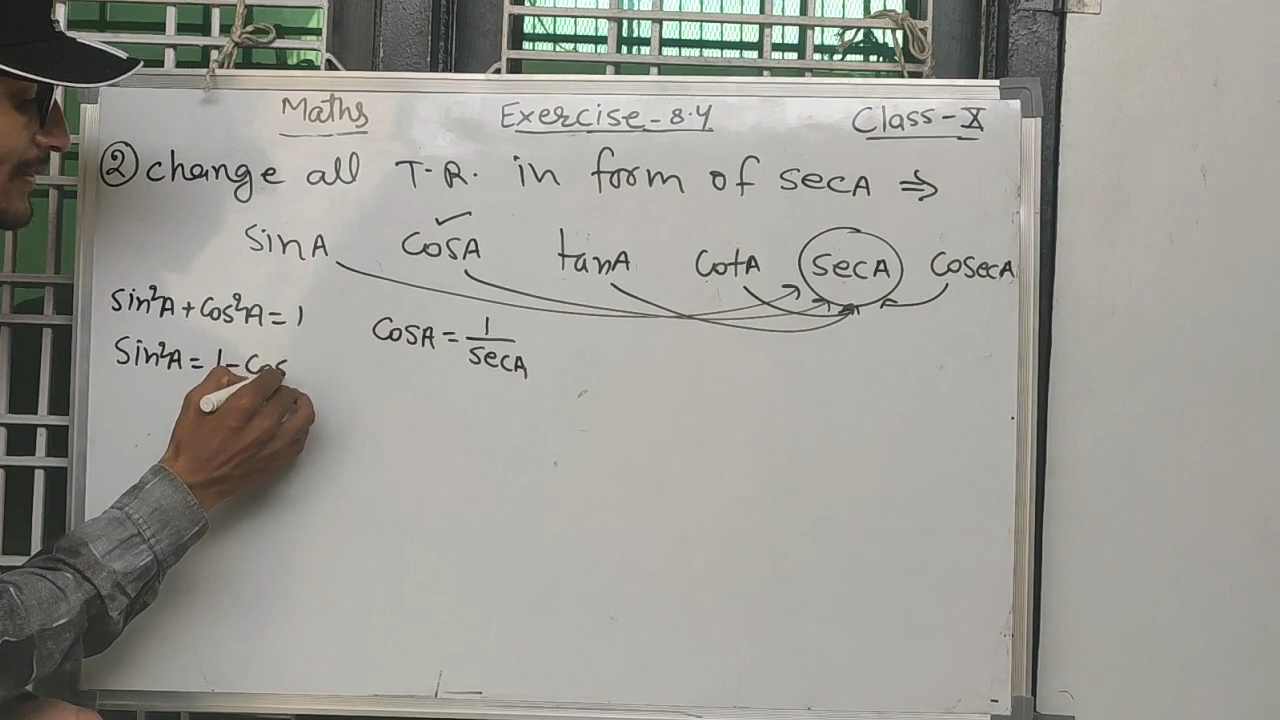 Maths Exercise-8.4 Class-X
② change all T.R. in form of secA ⇒
sinA cosA tanA cotA secA cosecA
sin²A+cos²A=1
cosA=1/secA
sin²A=1-cos